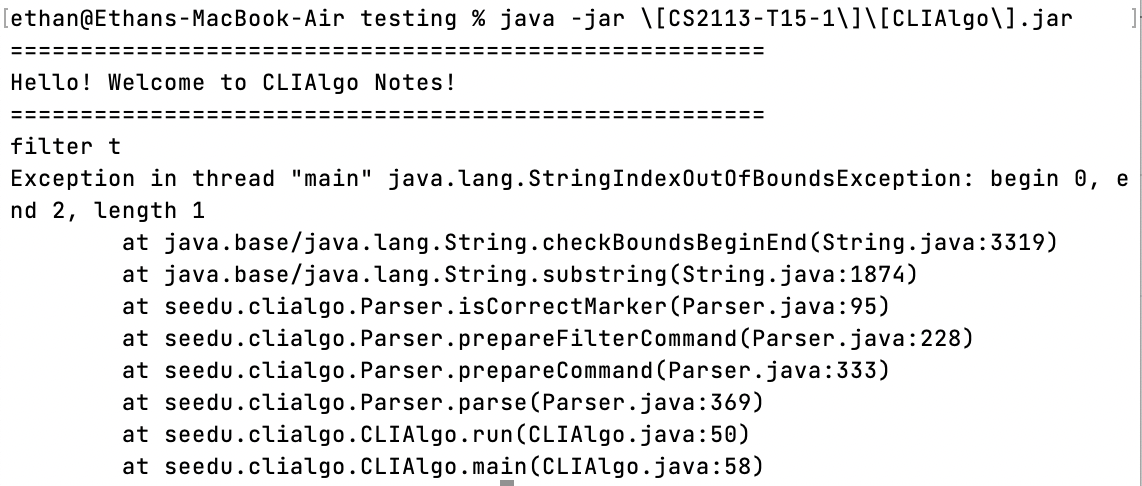 [ethan@Ethans-MacBook-Air testing % java -jar \[CS2113-T15-1\]\[CLIAlgo\].jar ]
======================================================
Hello! Welcome to CLIAlgo Notes!
======================================================
filter t
Exception in thread "main" java.lang.StringIndexOutOfBoundsException: begin 0, e
nd 2, length 1
        at java.base/java.lang.String.checkBoundsBeginEnd(String.java:3319)
        at java.base/java.lang.String.substring(String.java:1874)
        at seedu.clialgo.Parser.isCorrectMarker(Parser.java:95)
        at seedu.clialgo.Parser.prepareFilterCommand(Parser.java:228)
        at seedu.clialgo.Parser.prepareCommand(Parser.java:333)
        at seedu.clialgo.Parser.parse(Parser.java:369)
        at seedu.clialgo.CLIAlgo.run(CLIAlgo.java:50)
        at seedu.clialgo.CLIAlgo.main(CLIAlgo.java:58)